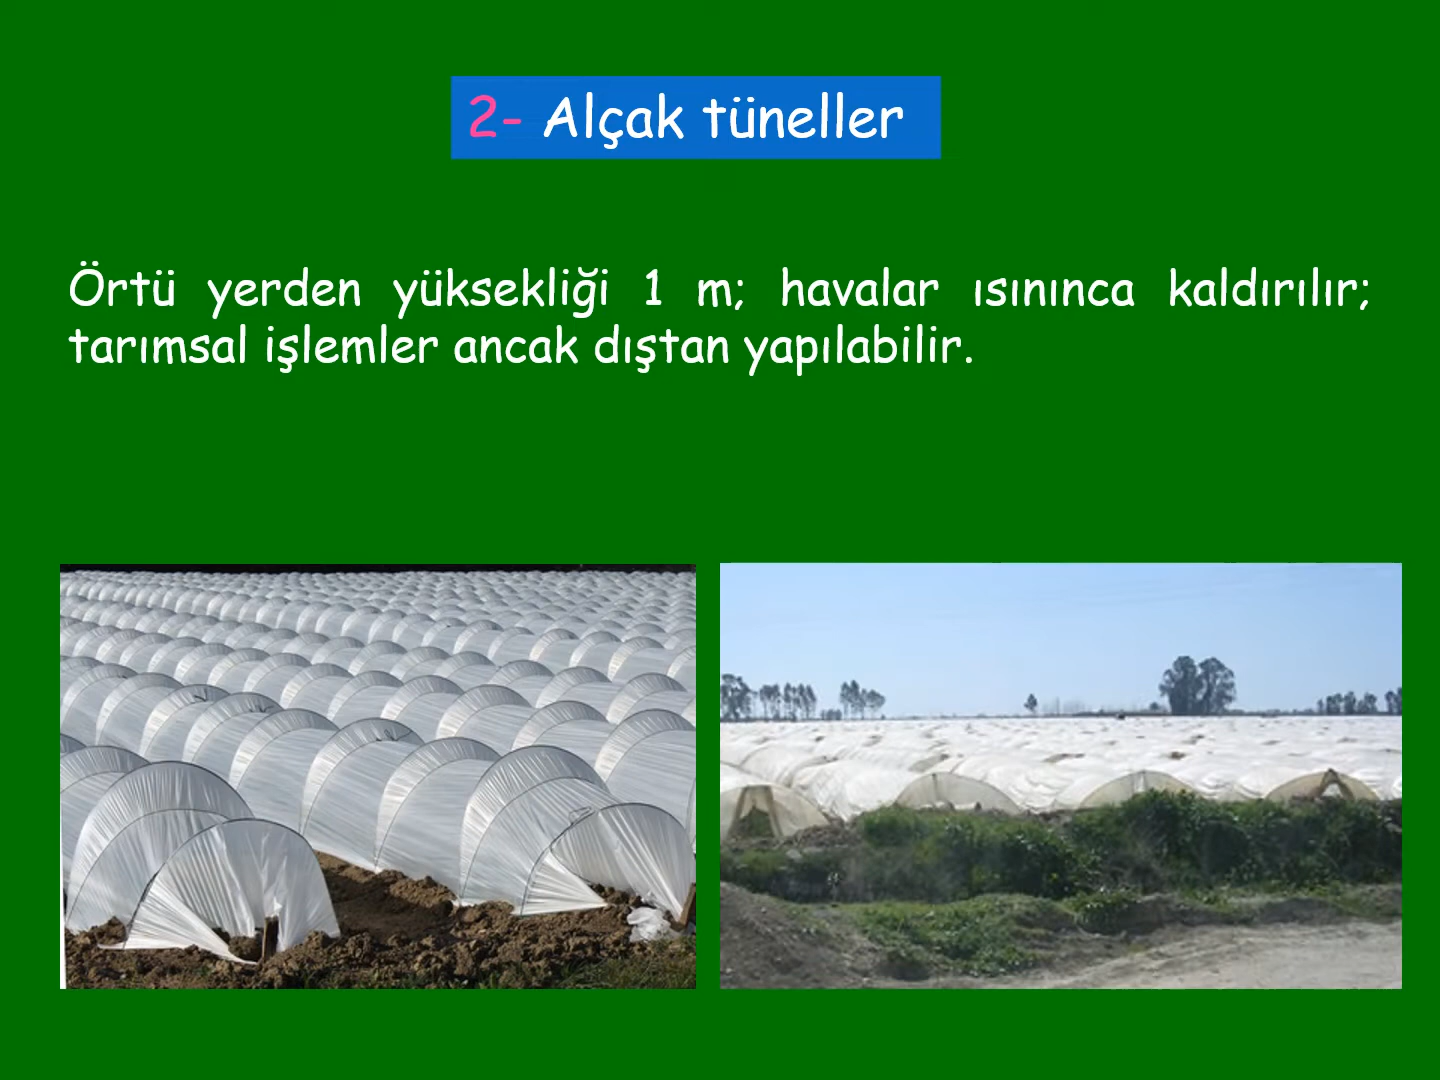 2- Alçak tüneller
Örtü yerden yüksekliği 1 m; havalar ısınınca kaldırılır;
tarımsal işlemler ancak dıştan yapılabilir.